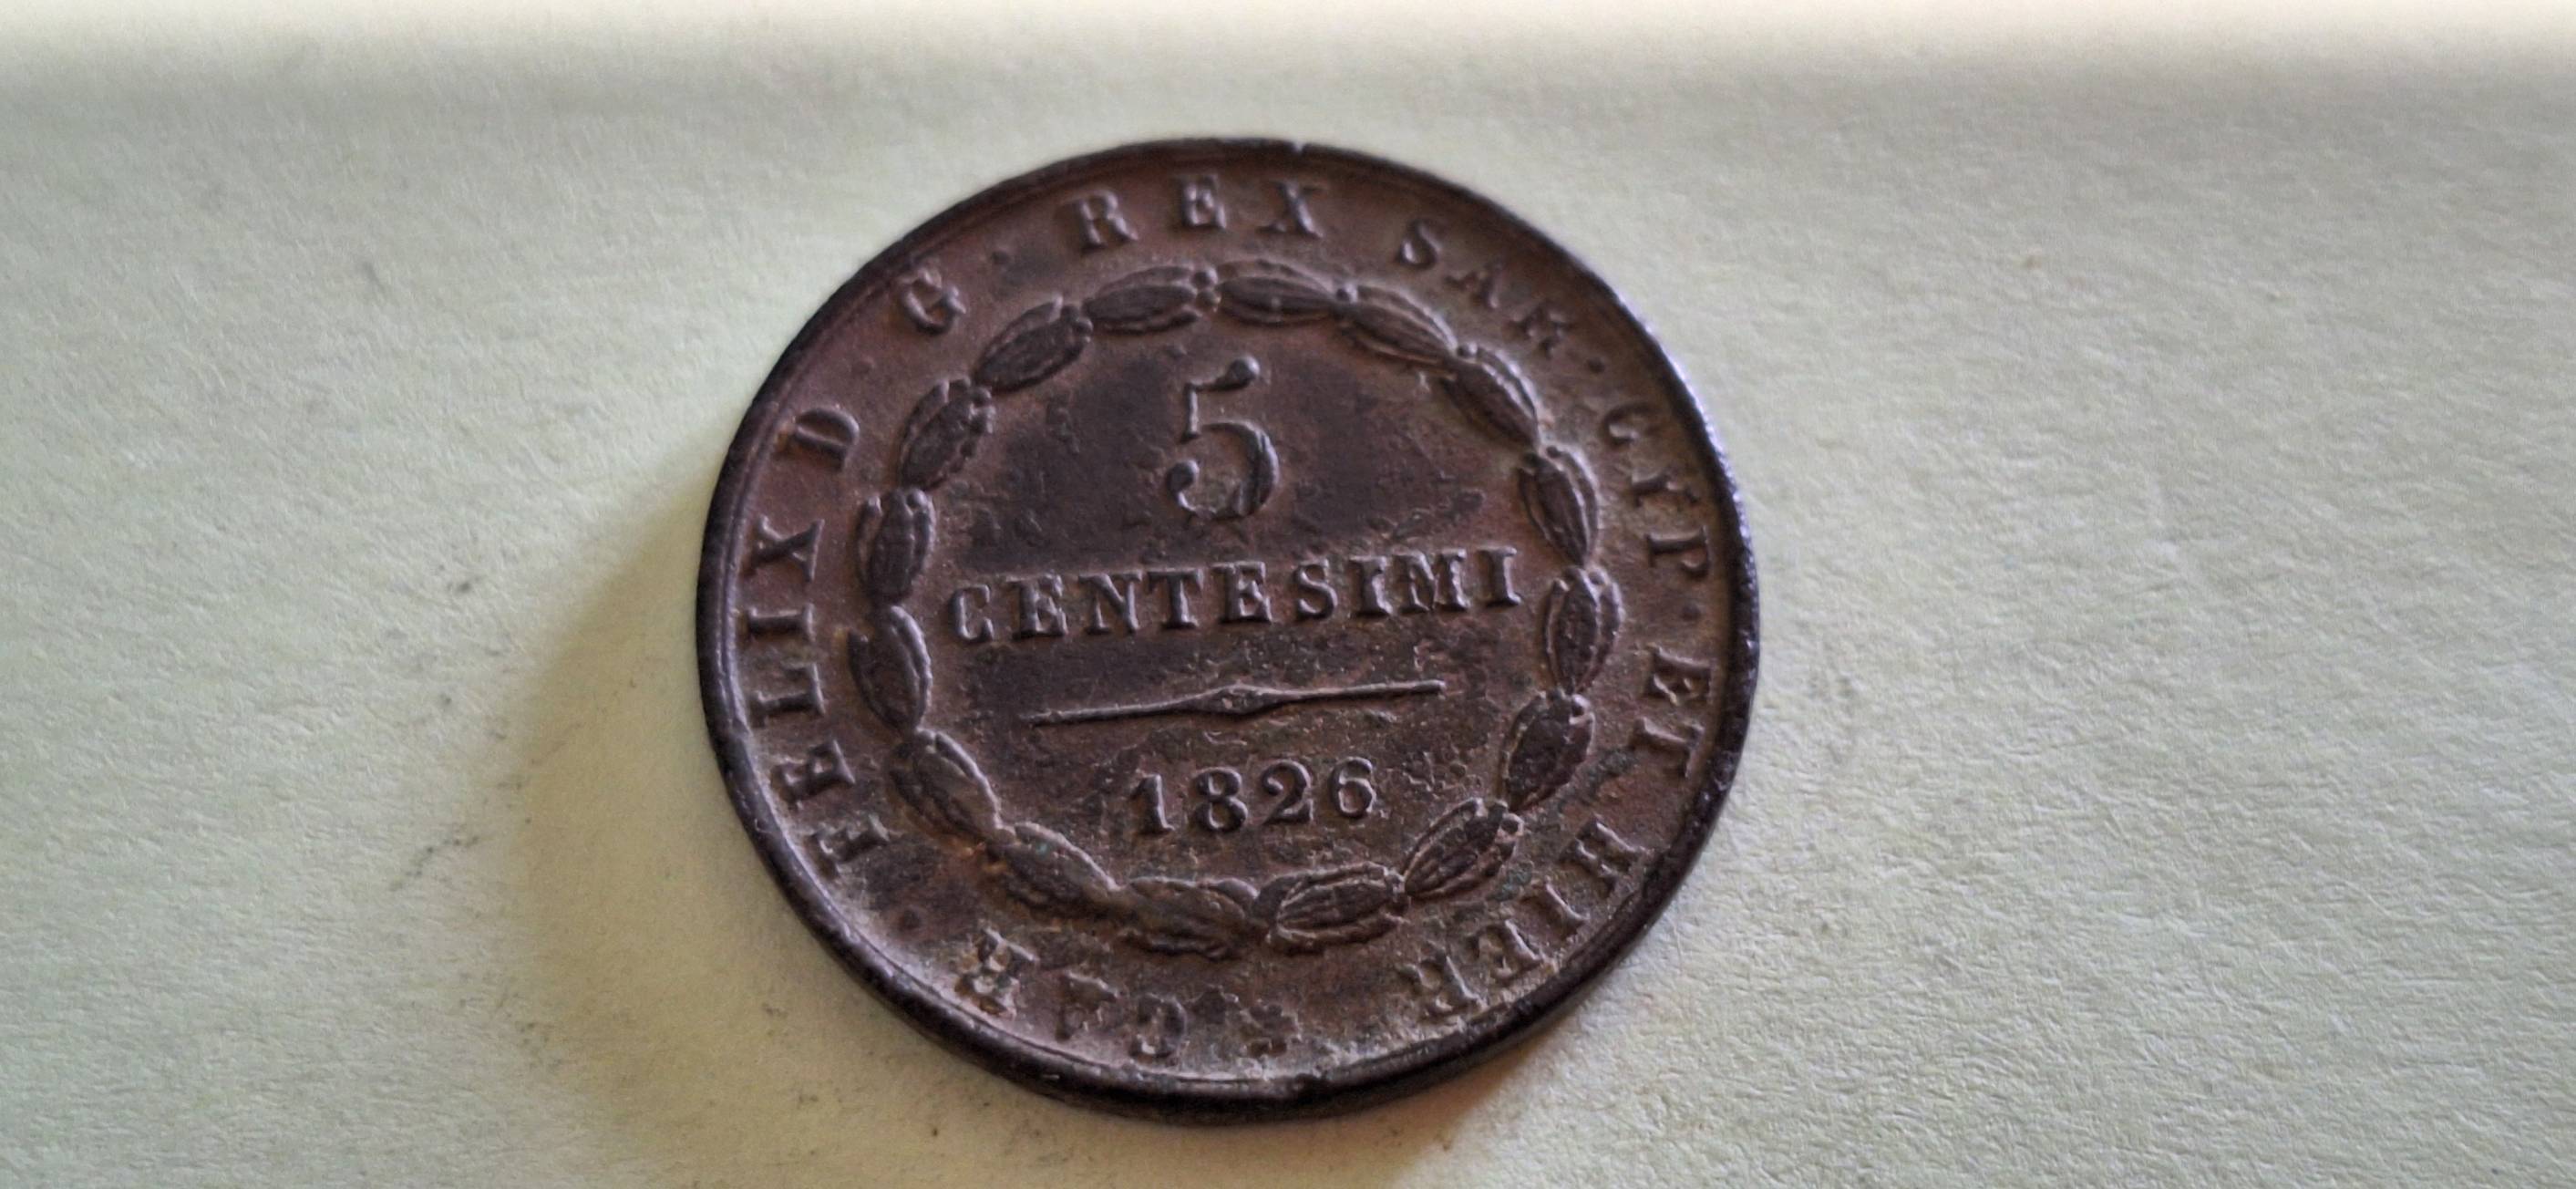 CAR · FELIX D · G · REX SAR · CYP · ET HIER
5
CENTESIMI
1826